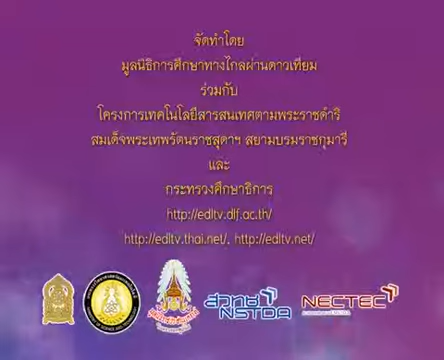 จัดทำโดย
มูลนิธิการศึกษาทางไกลผ่านดาวเทียม
ร่วมกับ
โครงการเทคโนโลยีสารสนเทศตามพระราชดำริ
สมเด็จพระเทพรัตนราชสุดาฯ สยามบรมราชกุมารี
และ
กระทรวงศึกษาธิการ
http://edltv.dlf.ac.th/
http://edltv.thai.net/, http://edltv.net/
สวทช NSTDA
NECTEC